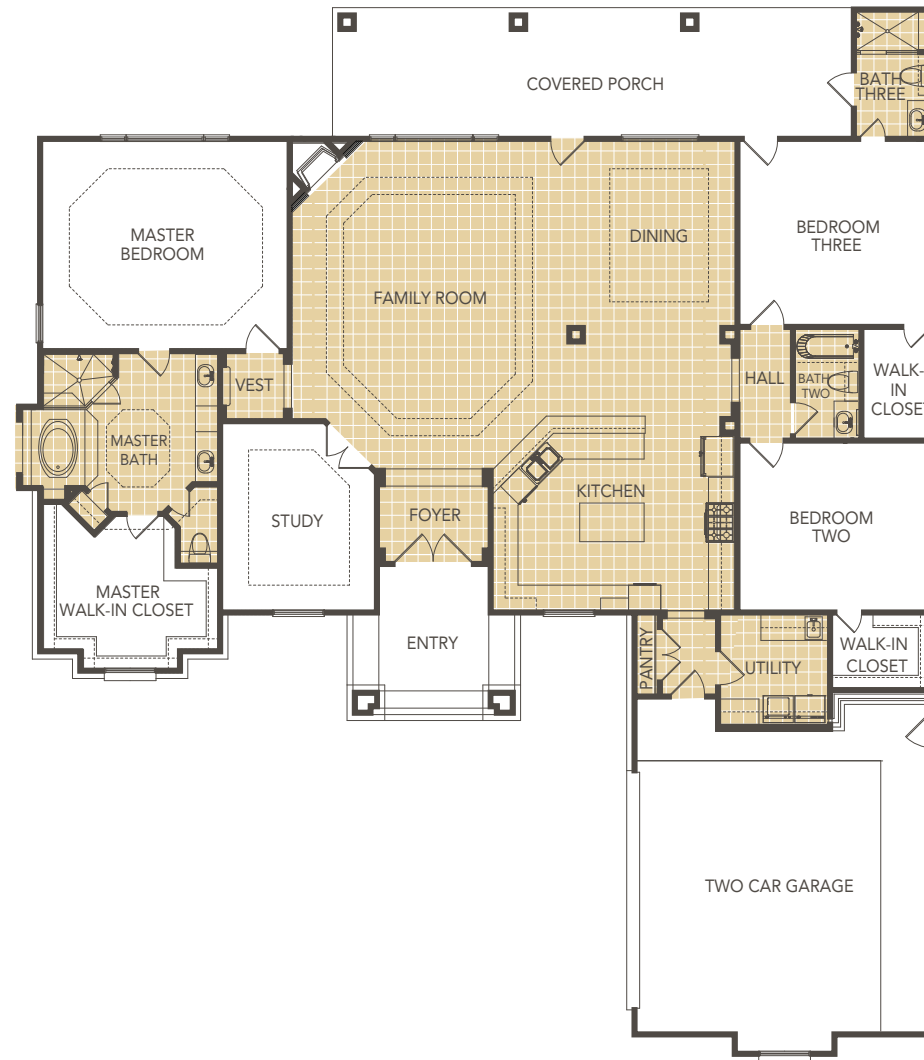 COVERED PORCH
BATH
THREE
MASTER
BEDROOM
FAMILY ROOM
DINING
BEDROOM
THREE
VEST
HALL
BATH
TWO
WALK-
IN
CLOSET
MASTER
BATH
STUDY
FOYER
KITCHEN
BEDROOM
TWO
MASTER
WALK-IN CLOSET
ENTRY
PANTRY
UTILITY
WALK-IN
CLOSET
TWO CAR GARAGE